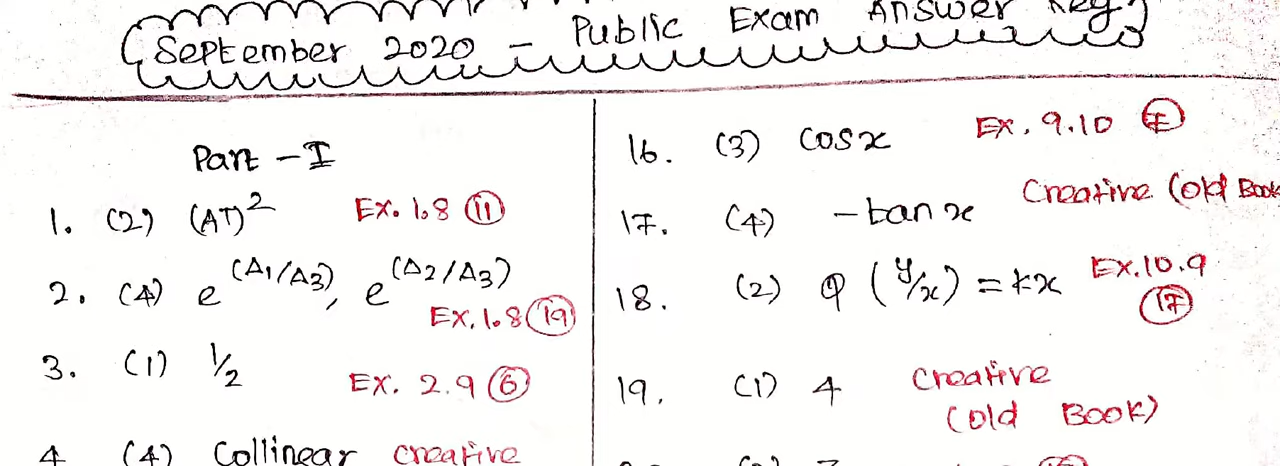 September 2020 – Public Exam Answer Key
Part – I
1. (2) (AT)² Ex. 1.8 (11)
2. (4) e^(Δ1/Δ3), e^(Δ2/Δ3)
Ex. 1.8 (19)
3. (1) 1/2
Ex. 2.9 (6)
4 (4) Collinear creative
16. (3) cosx Ex. 9.10 (7)
17. (4) -tan x Creative (old Book
18. (2) φ (y/x) = kx Ex.10.9
(17)
19. (1) 4 Creative
(old Book)